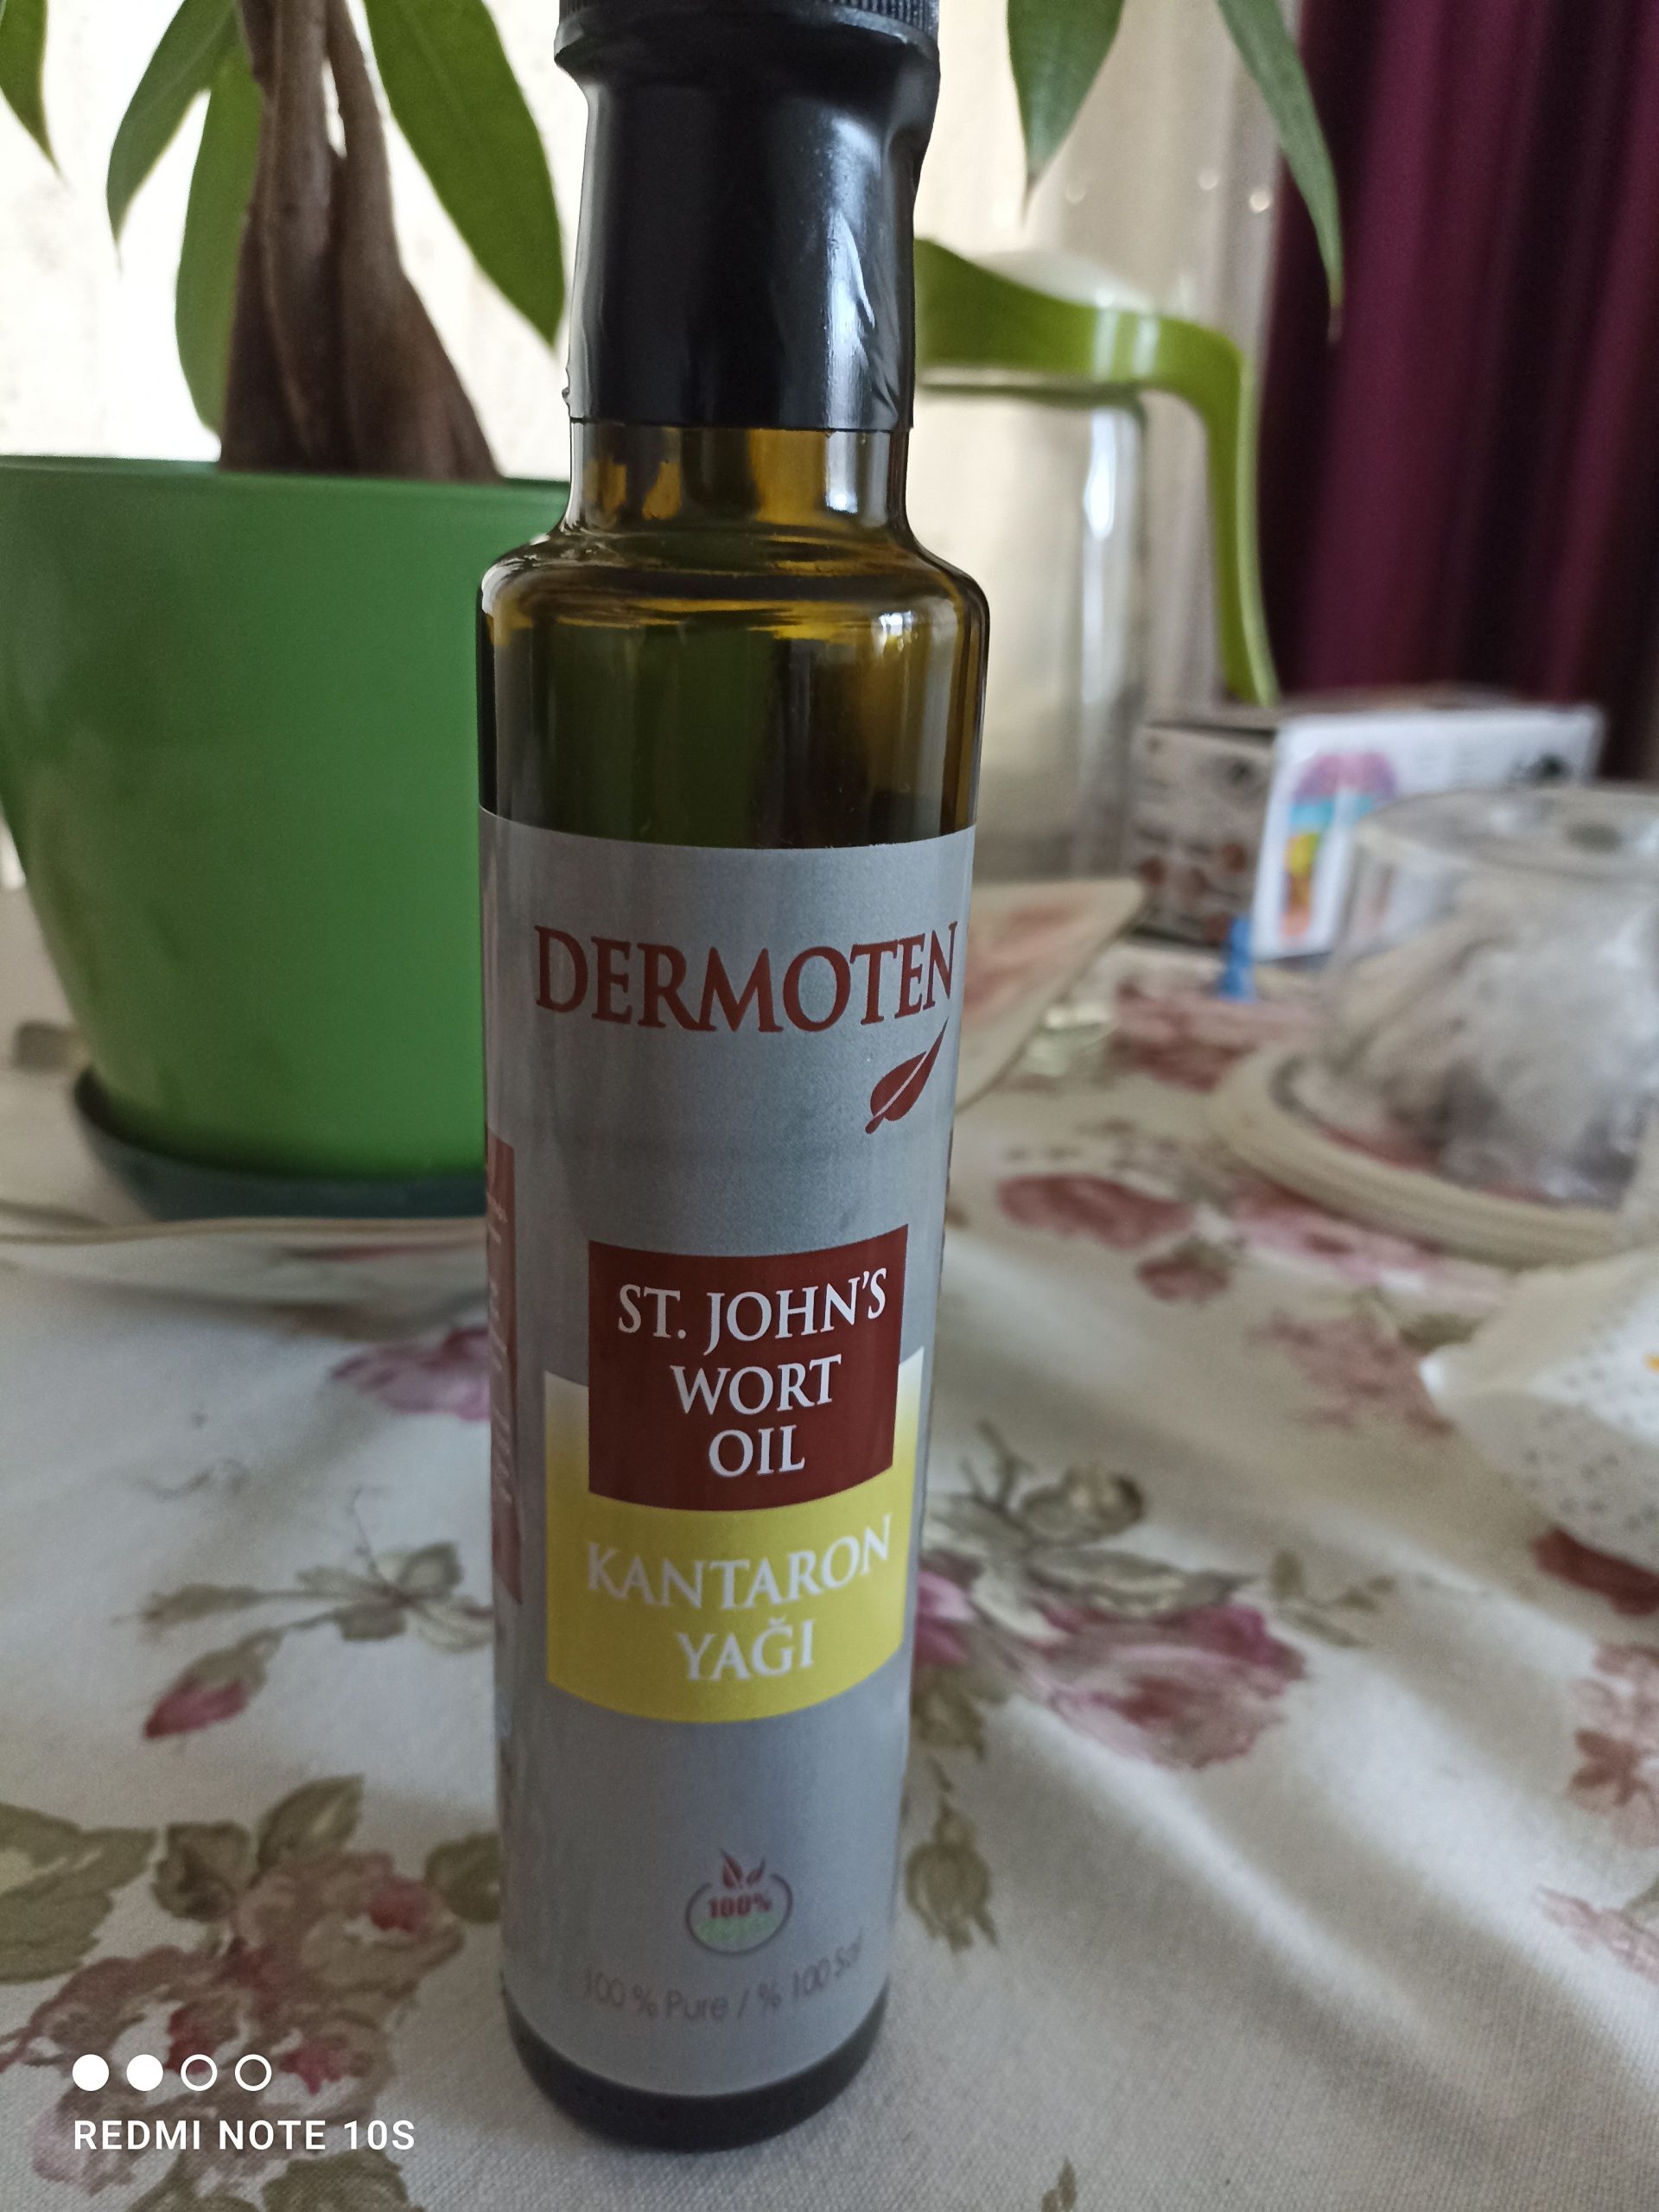 DERMOTEN
ST. JOHN'S
WORT
OIL
KANTARON
YAĞI
100%
100 % Pure / % 100 Saf
REDMI NOTE 10S